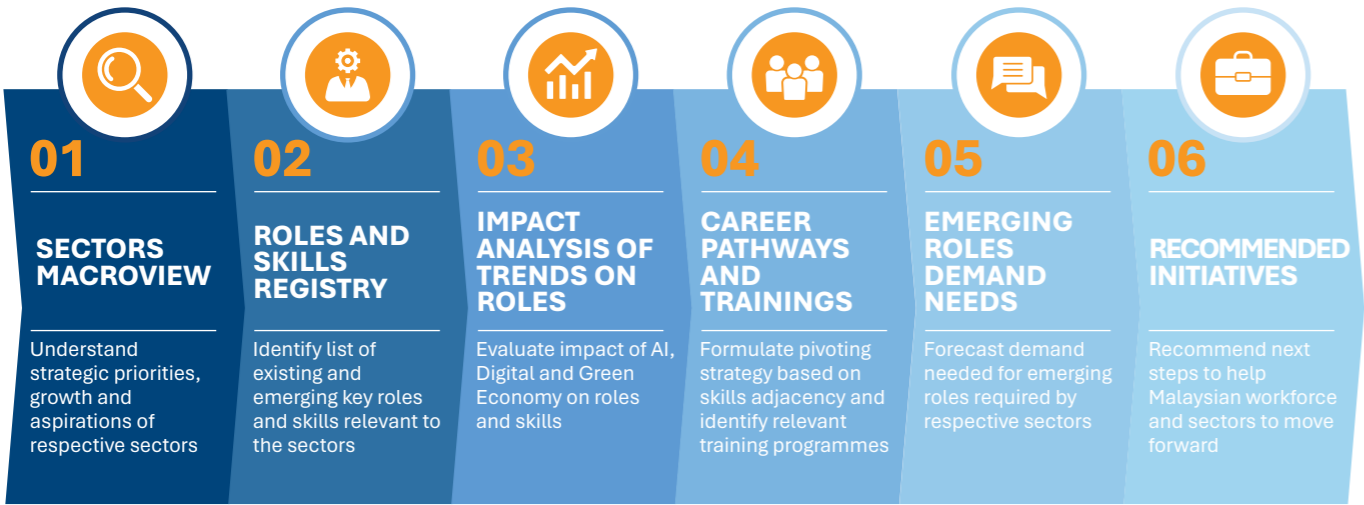 01
SECTORS
MACROVIEW
Understand
strategic priorities,
growth and
aspirations of
respective sectors
02
ROLES AND
SKILLS
REGISTRY
Identify list of
existing and
emerging key roles
and skills relevant to
the sectors
03
IMPACT
ANALYSIS OF
TRENDS ON
ROLES
Evaluate impact of AI,
Digital and Green
Economy on roles
and skills
04
CAREER
PATHWAYS
AND
TRAININGS
Formulate pivoting
strategy based on
skills adjacency and
identify relevant
training programmes
05
EMERGING
ROLES
DEMAND
NEEDS
Forecast demand
needed for emerging
roles required by
respective sectors
06
RECOMMENDED
INITIATIVES
Recommend next
steps to help
Malaysian workforce
and sectors to move
forward